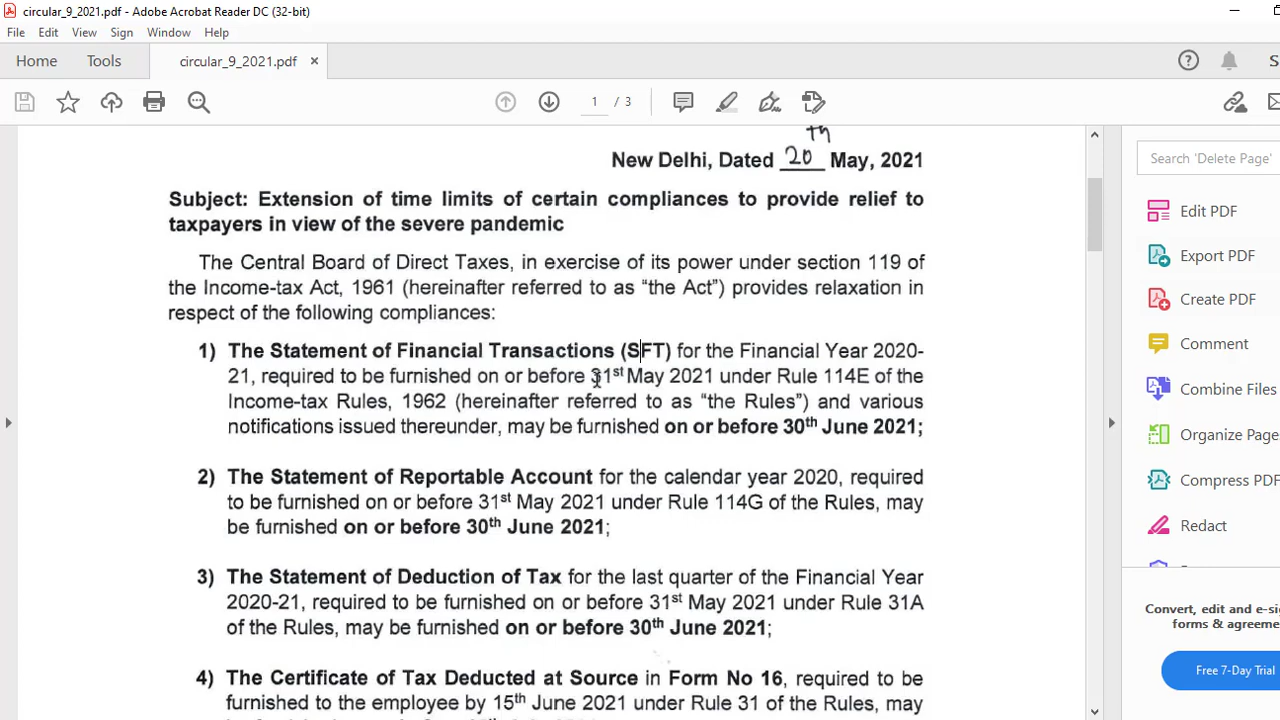 circular_9_2021.pdf - Adobe Acrobat Reader DC (32-bit)
File Edit View Sign Window Help
Home Tools circular_9_2021.pdf ×
1 / 3
Search 'Delete Page'
Edit PDF
Export PDF
Create PDF
Comment
Combine Files
Organize Page
Compress PDF
Redact
Convert, edit and e-si
forms & agreeme
Free 7-Day Trial
New Delhi, Dated 20th May, 2021
Subject: Extension of time limits of certain compliances to provide relief to
taxpayers in view of the severe pandemic
The Central Board of Direct Taxes, in exercise of its power under section 119 of
the Income-tax Act, 1961 (hereinafter referred to as “the Act”) provides relaxation in
respect of the following compliances:
1) The Statement of Financial Transactions (SFT) for the Financial Year 2020-
21, required to be furnished on or before 31st May 2021 under Rule 114E of the
Income-tax Rules, 1962 (hereinafter referred to as “the Rules”) and various
notifications issued thereunder, may be furnished on or before 30th June 2021;
2) The Statement of Reportable Account for the calendar year 2020, required
to be furnished on or before 31st May 2021 under Rule 114G of the Rules, may
be furnished on or before 30th June 2021;
3) The Statement of Deduction of Tax for the last quarter of the Financial Year
2020-21, required to be furnished on or before 31st May 2021 under Rule 31A
of the Rules, may be furnished on or before 30th June 2021;
4) The Certificate of Tax Deducted at Source in Form No 16, required to be
furnished to the employee by 15th June 2021 under Rule 31 of the Rules, may